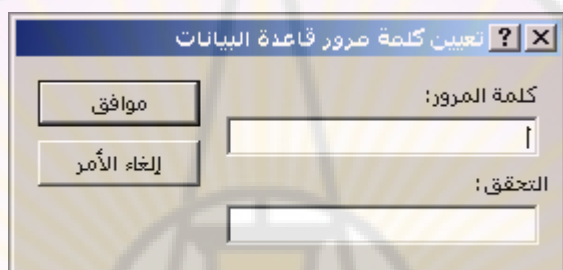 تعيين كلمة مرور قاعدة البيانات
كلمة المرور:
موافق
التحقق:
إلغاء الأمر